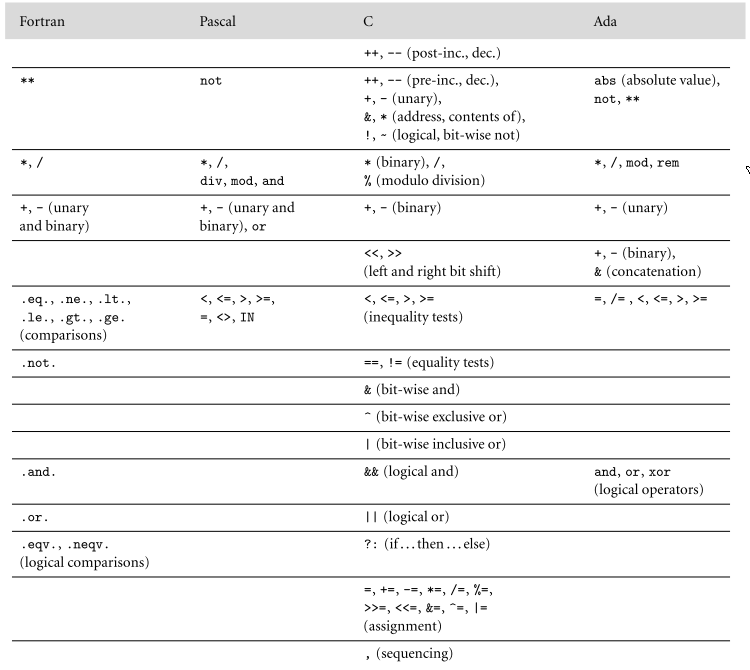 Fortran Pascal C Ada
++, -- (post-inc., dec.)
** not ++, -- (pre-inc., dec.), abs (absolute value),
+, - (unary), not, **
&, * (address, contents of),
!, ~ (logical, bit-wise not)
*, / *, /, * (binary), /, *, /, mod, rem
div, mod, and % (modulo division)
+, - (unary +, - (unary and +, - (binary) +, - (unary)
and binary) binary), or
<<, >> +, - (binary),
(left and right bit shift) & (concatenation)
.eq., .ne., .lt., <, <=, >, >=, <, <=, >, >= =, /= , <, <=, >, >=
.le., .gt., .ge. =, <>, IN (inequality tests)
(comparisons)
.not. ==, != (equality tests)
& (bit-wise and)
^ (bit-wise exclusive or)
| (bit-wise inclusive or)
.and. && (logical and) and, or, xor
(logical operators)
.or. || (logical or)
.eqv., .neqv. ?: (if...then...else)
(logical comparisons)
=, +=, -=, *=, /=, %=,
>>=, <<=, &=, ^=, |=
(assignment)
, (sequencing)